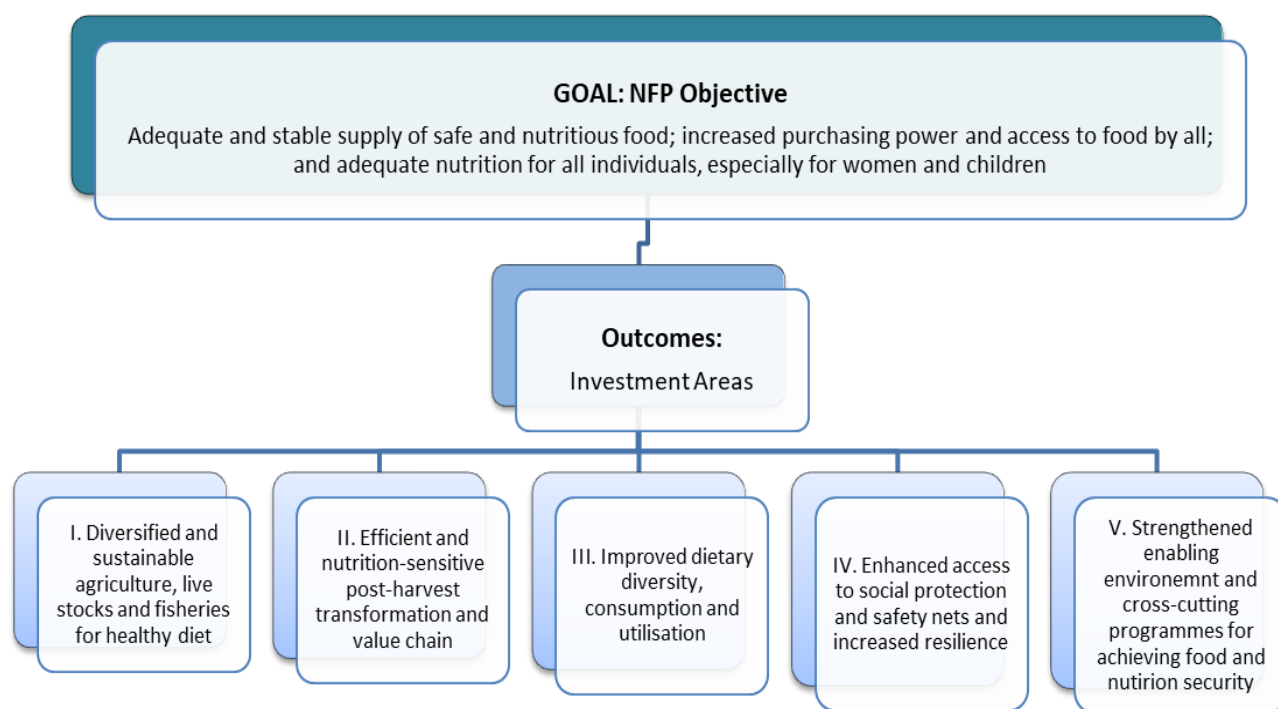 GOAL: NFP Objective
Adequate and stable supply of safe and nutritious food; increased purchasing power and access to food by all;
and adequate nutrition for all individuals, especially for women and children
Outcomes:
Investment Areas
I. Diversified and
sustainable
agriculture, live
stocks and fisheries
for healthy diet
II. Efficient and
nutrition-sensitive
post-harvest
transformation and
value chain
III. Improved dietary
diversity,
consumption and
utilisation
IV. Enhanced access
to social protection
and safety nets and
increased resilience
V. Strengthened
enabling
environemnt and
cross-cutting
programmes for
achieving food and
nutirion security